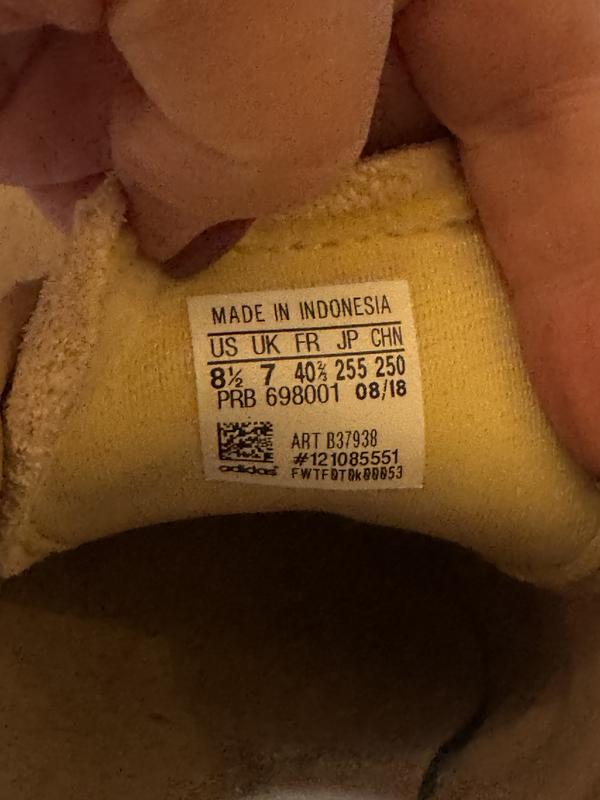 MADE IN INDONESIA
US UK FR JP CHN
8½ 7 40⅔ 255 250
PRB 698001 08/18
ART B37938
#121085551
adidas FWTF0T0k00053